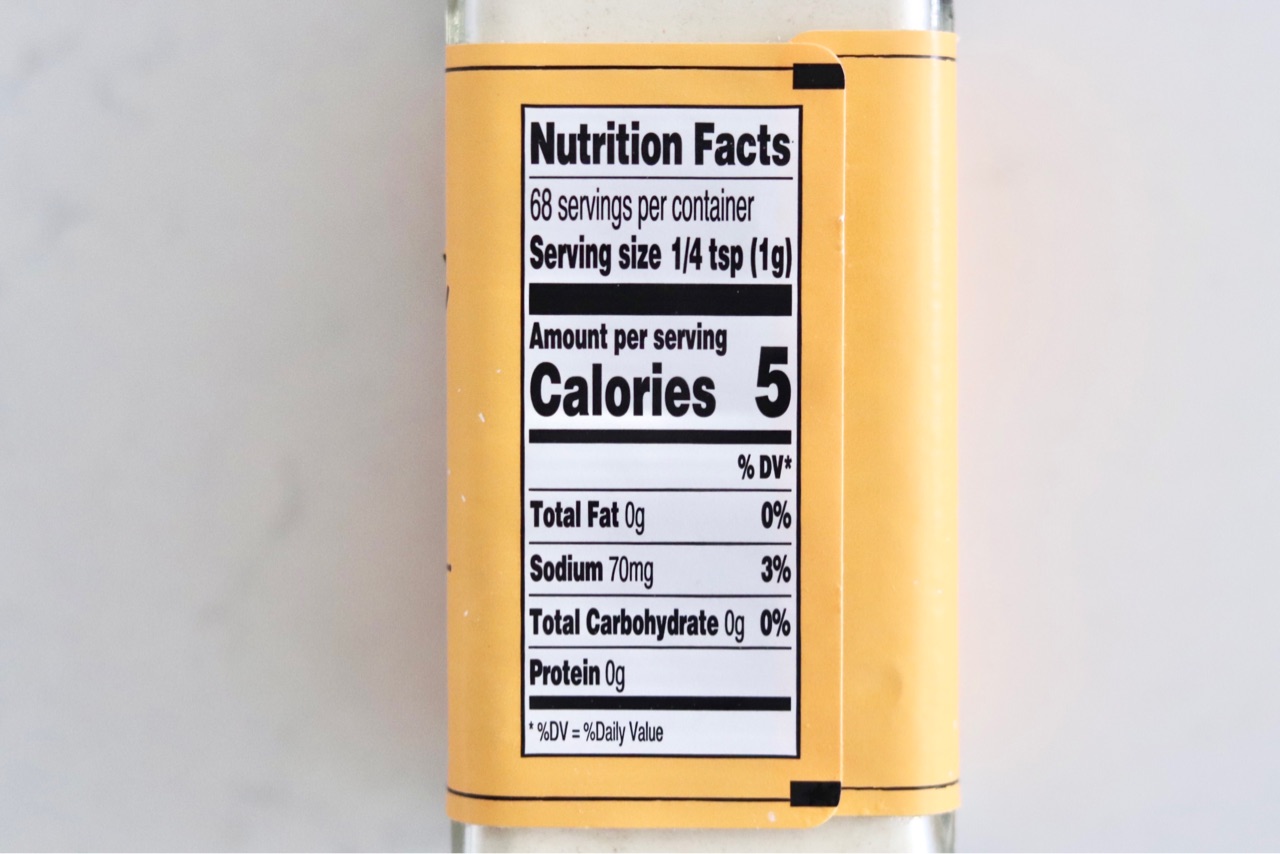 Nutrition Facts
68 servings per container
Serving size 1/4 tsp (1g)
Amount per serving
Calories 5
% DV*
Total Fat 0g 0%
Sodium 70mg 3%
Total Carbohydrate 0g 0%
Protein 0g
* %DV = %Daily Value